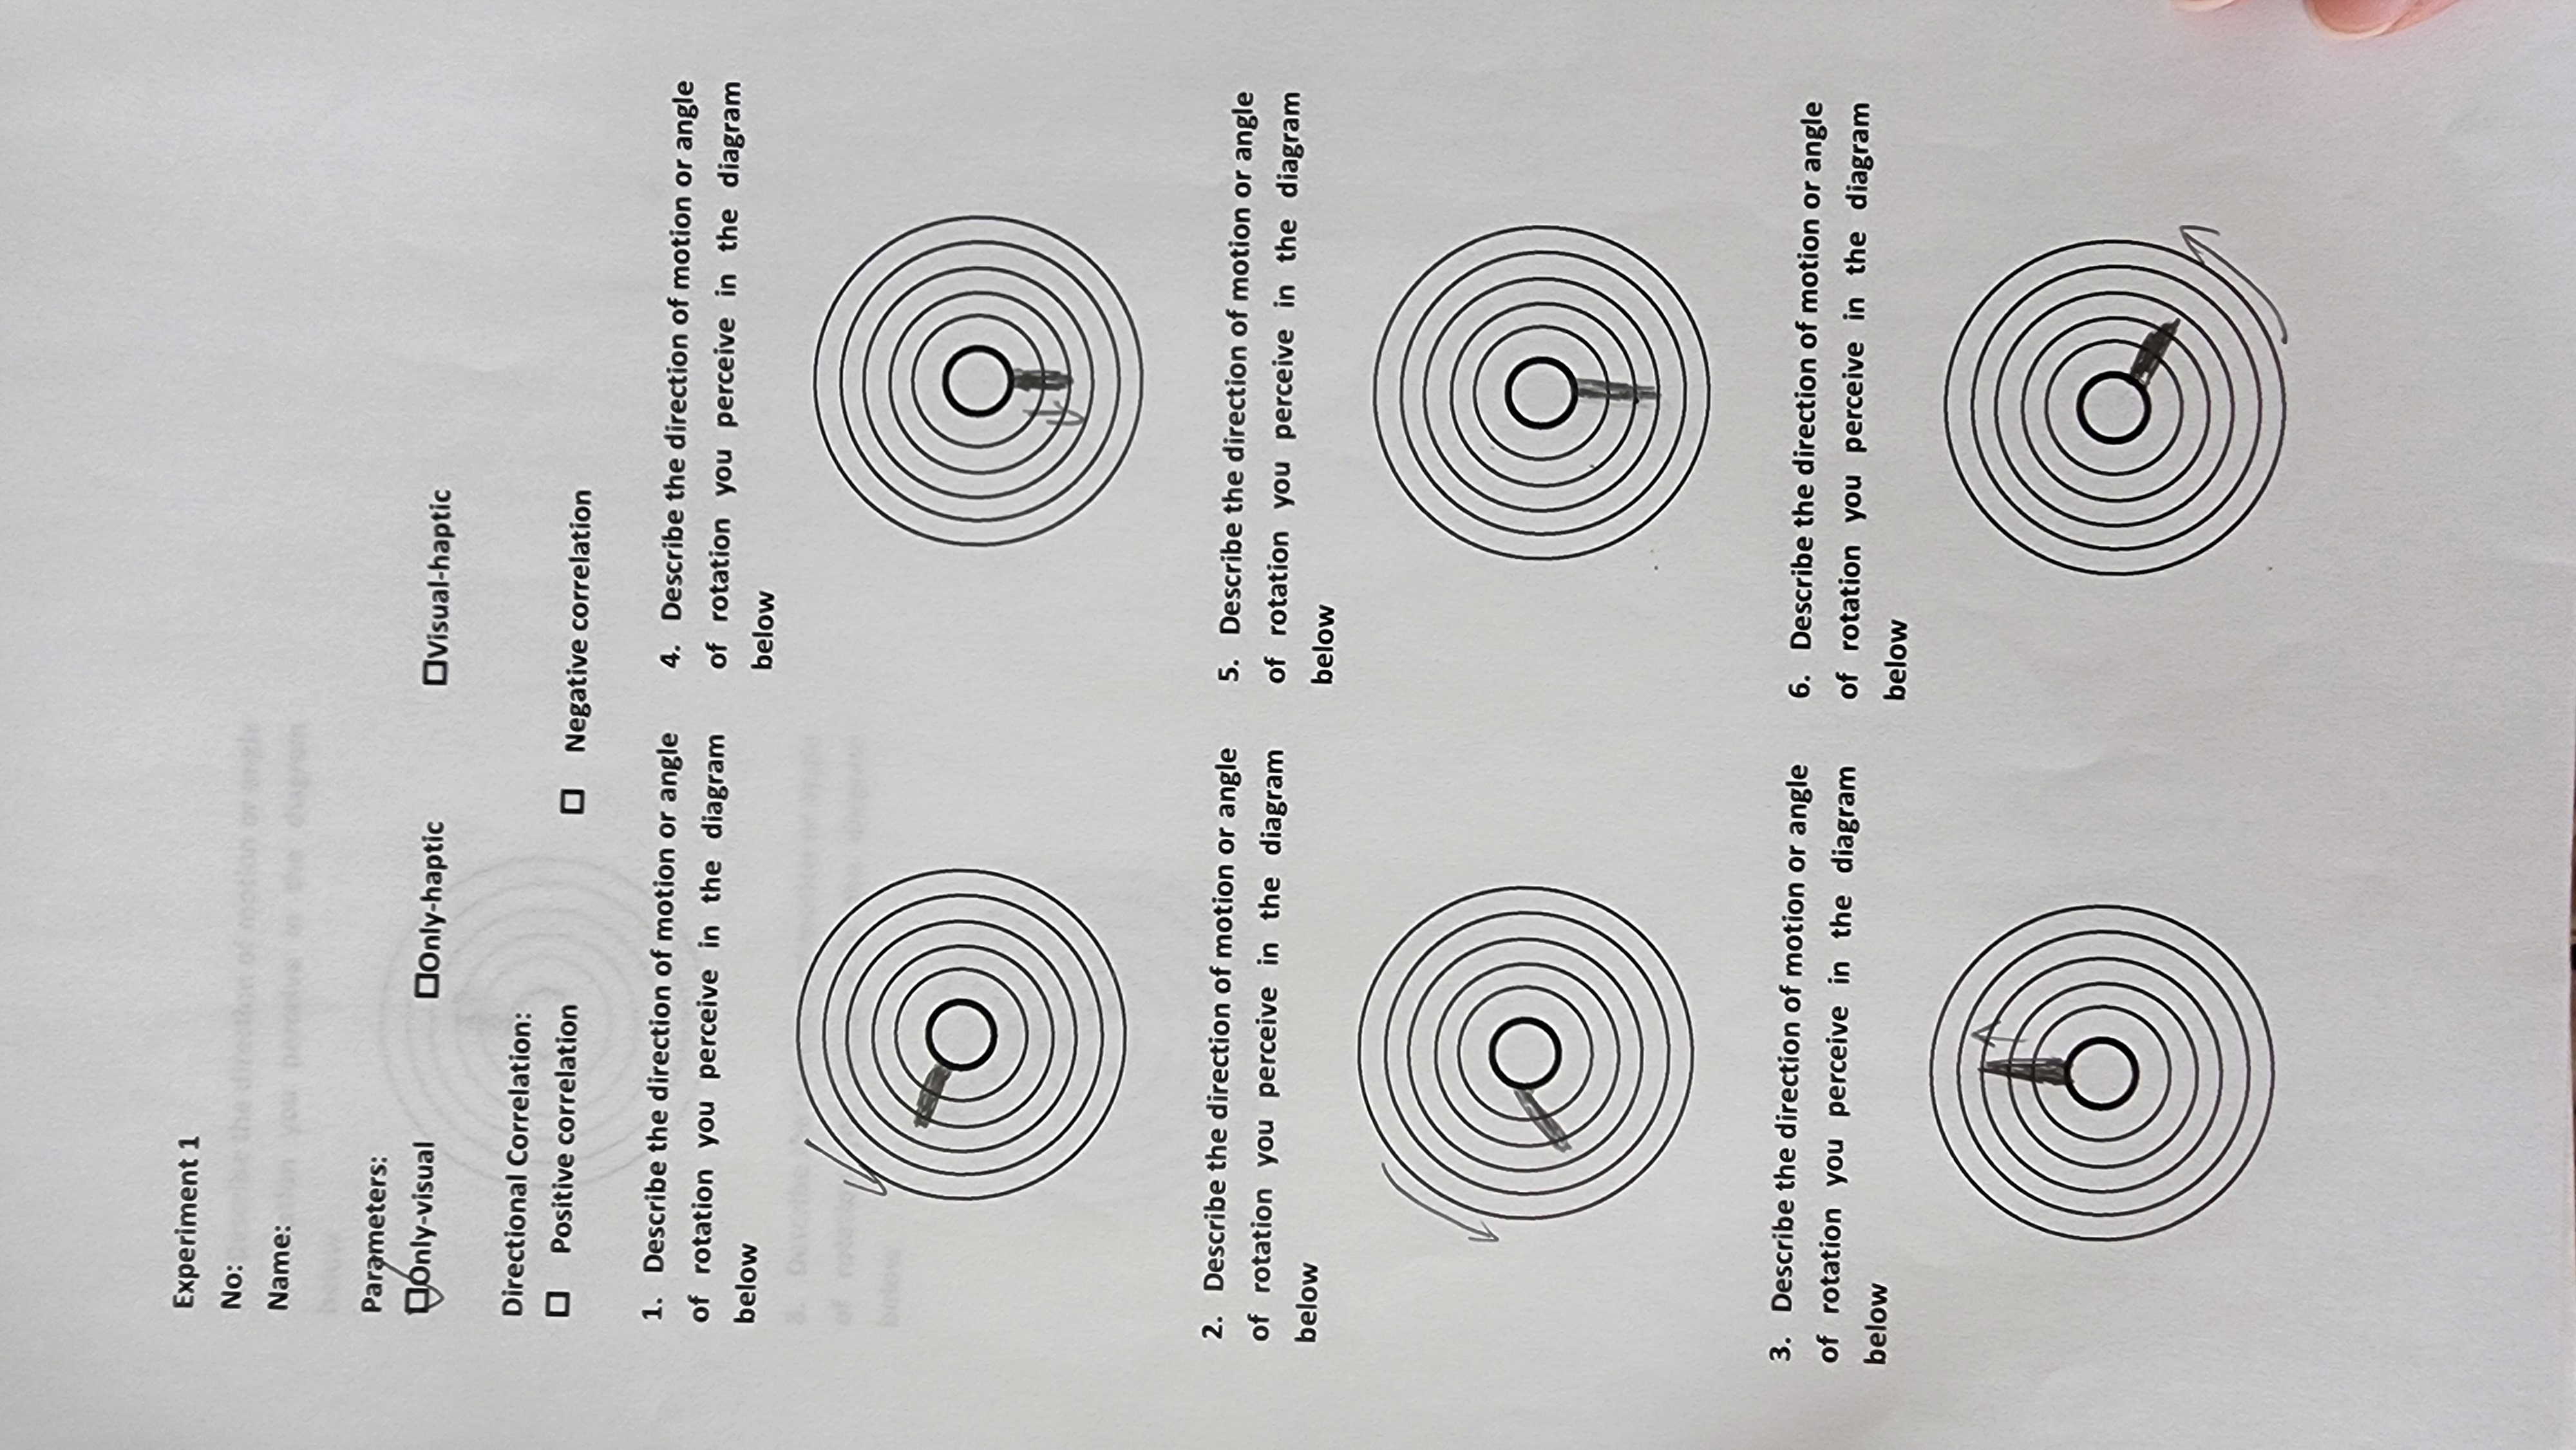 Experiment 1
No:
Name:
Parameters:
☐Only-visual ☐Only-haptic ☐Visual-haptic
Directional Correlation:
☐ Positive correlation ☐ Negative correlation
1. Describe the direction of motion or angle
of rotation you perceive in the diagram
below
4. Describe the direction of motion or angle
of rotation you perceive in the diagram
below
2. Describe the direction of motion or angle
of rotation you perceive in the diagram
below
5. Describe the direction of motion or angle
of rotation you perceive in the diagram
below
3. Describe the direction of motion or angle
of rotation you perceive in the diagram
below
6. Describe the direction of motion or angle
of rotation you perceive in the diagram
below